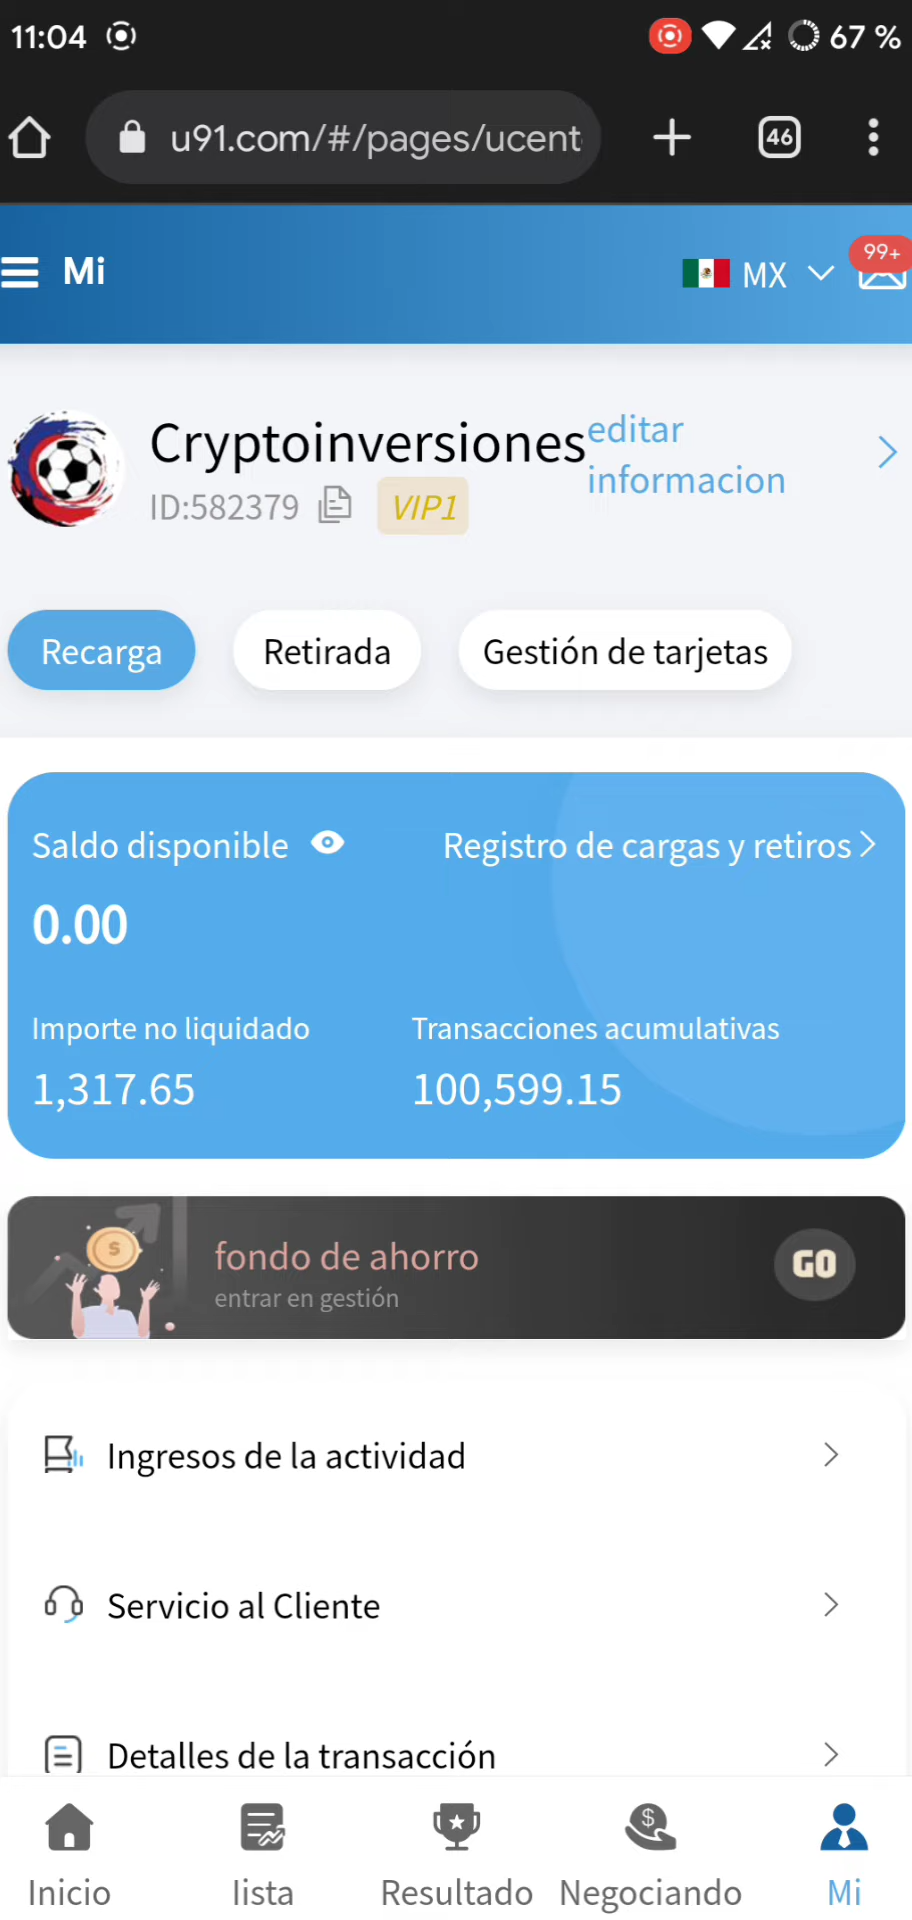 11:04
67 %
u91.com/#/pages/ucent
46
Mi
MX
99+
Cryptoinversiones
editar
informacion
ID:582379
VIP1
Recarga
Retirada
Gestión de tarjetas
Saldo disponible
Registro de cargas y retiros
0.00
Importe no liquidado
Transacciones acumulativas
1,317.65
100,599.15
$
fondo de ahorro
entrar en gestión
GO
Ingresos de la actividad
Servicio al Cliente
Detalles de la transacción
$
Inicio
lista
Resultado
Negociando
Mi